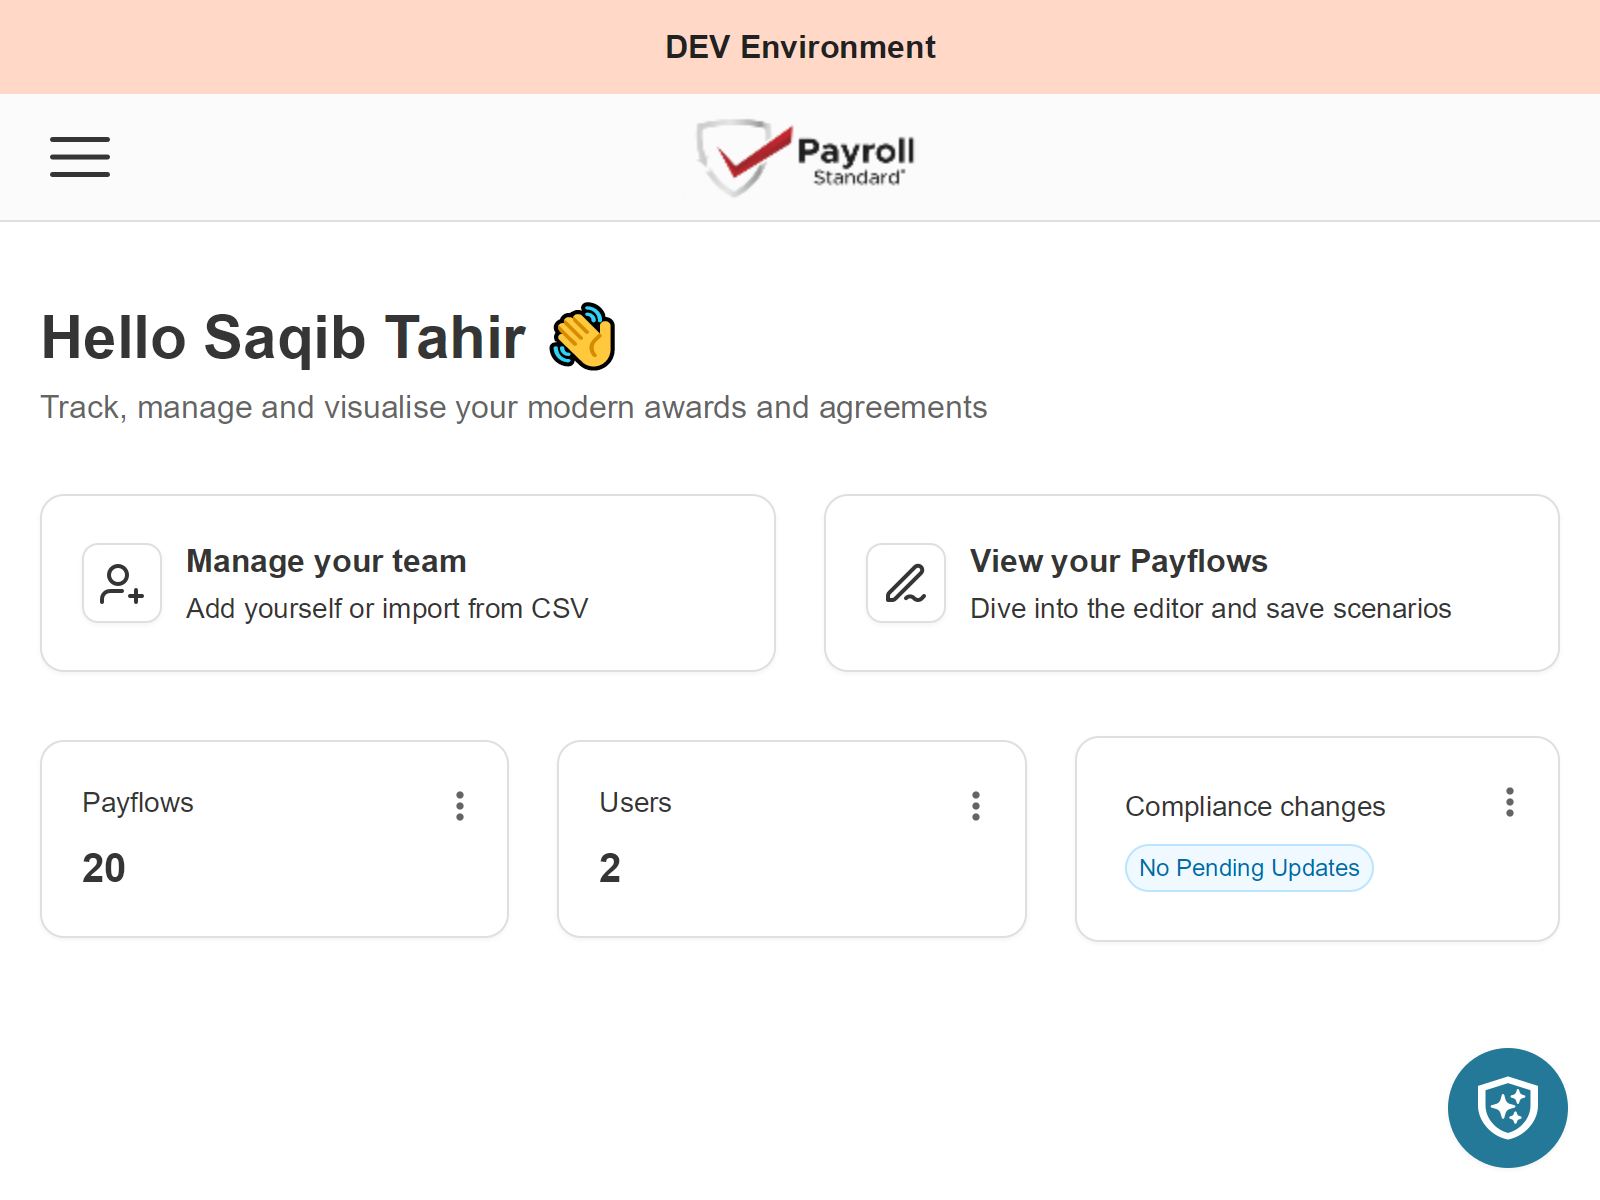 DEV Environment
Payroll
Standard
Hello Saqib Tahir 👋
Track, manage and visualise your modern awards and agreements
Manage your team
Add yourself or import from CSV
View your Payflows
Dive into the editor and save scenarios
Payflows
20
Users
2
Compliance changes
No Pending Updates